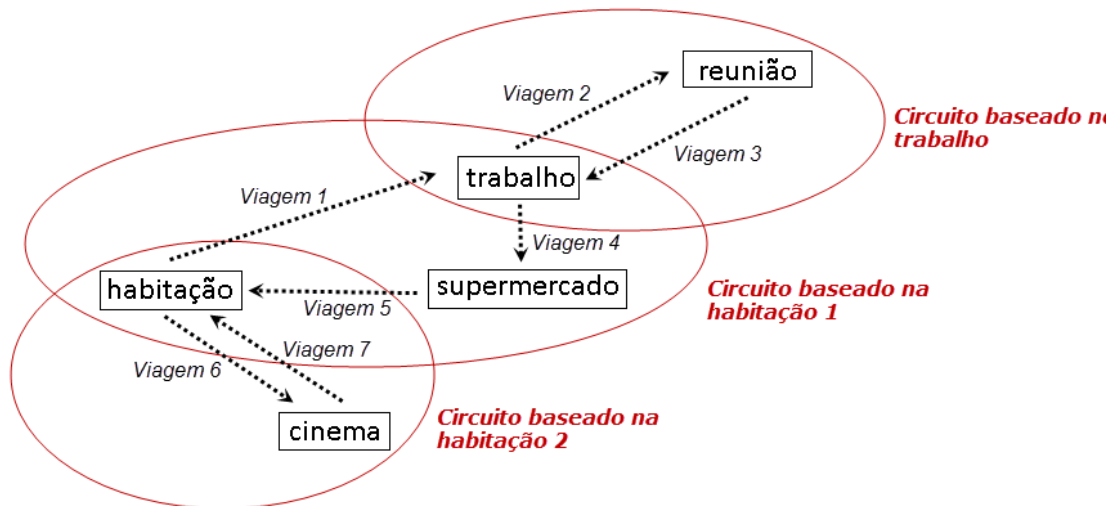 reunião
Viagem 2
Circuito baseado no
trabalho
Viagem 3
trabalho
Viagem 1
Viagem 4
habitação
supermercado
Circuito baseado na
habitação 1
Viagem 5
Viagem 7
Viagem 6
Circuito baseado na
habitação 2
cinema